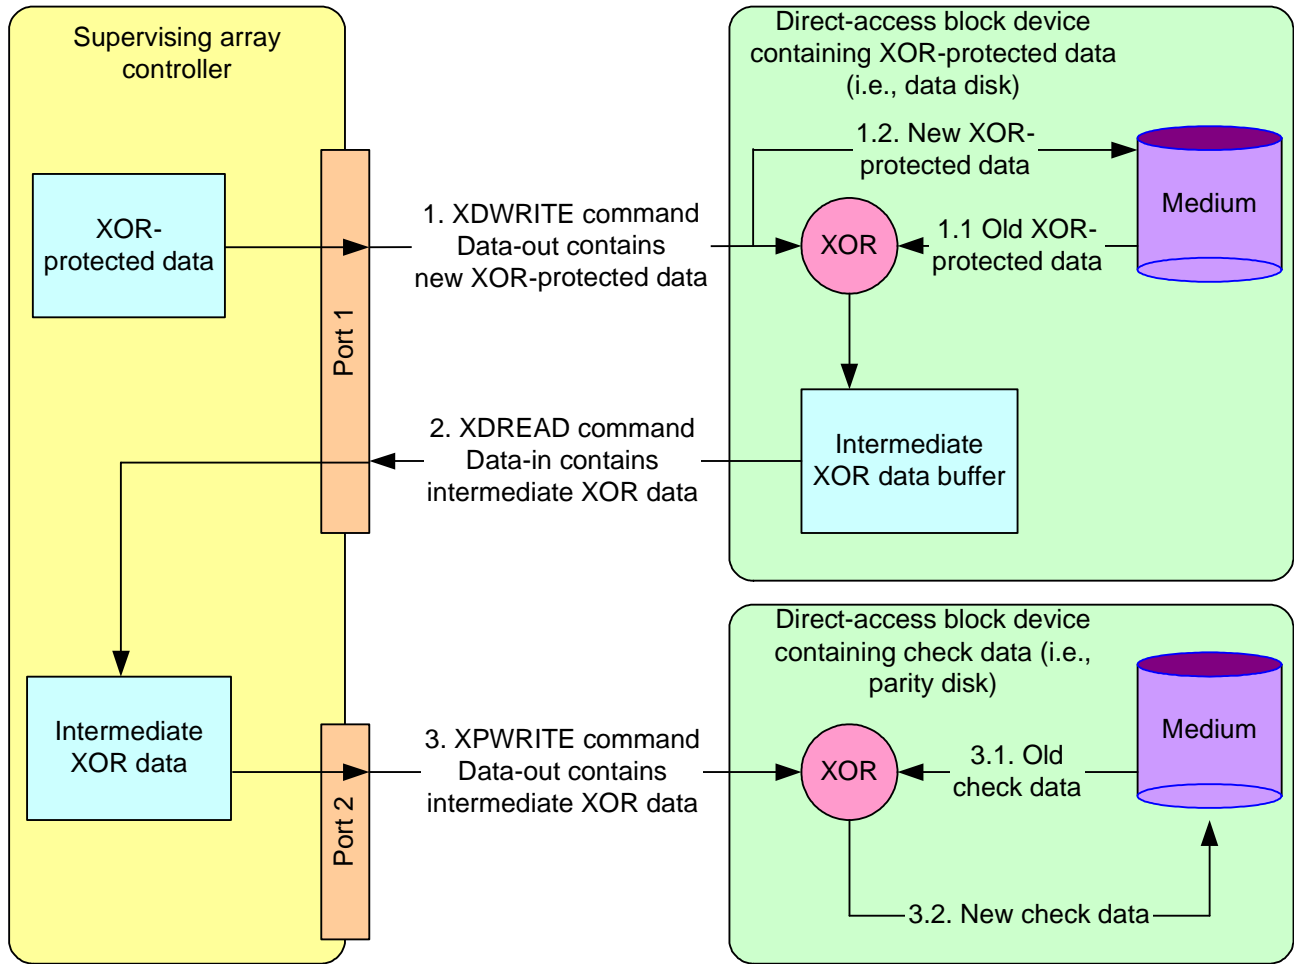 Supervising array
controller
XOR-
protected data
Port 1
1. XDWRITE command
Data-out contains
new XOR-protected data
Direct-access block device
containing XOR-protected data
(i.e., data disk)
1.2. New XOR-
protected data
XOR
1.1 Old XOR-
protected data
Medium
2. XDREAD command
Data-in contains
intermediate XOR data
Intermediate
XOR data buffer
Intermediate
XOR data
Port 2
3. XPWRITE command
Data-out contains
intermediate XOR data
Direct-access block device
containing check data (i.e.,
parity disk)
XOR
3.1. Old
check data
Medium
3.2. New check data